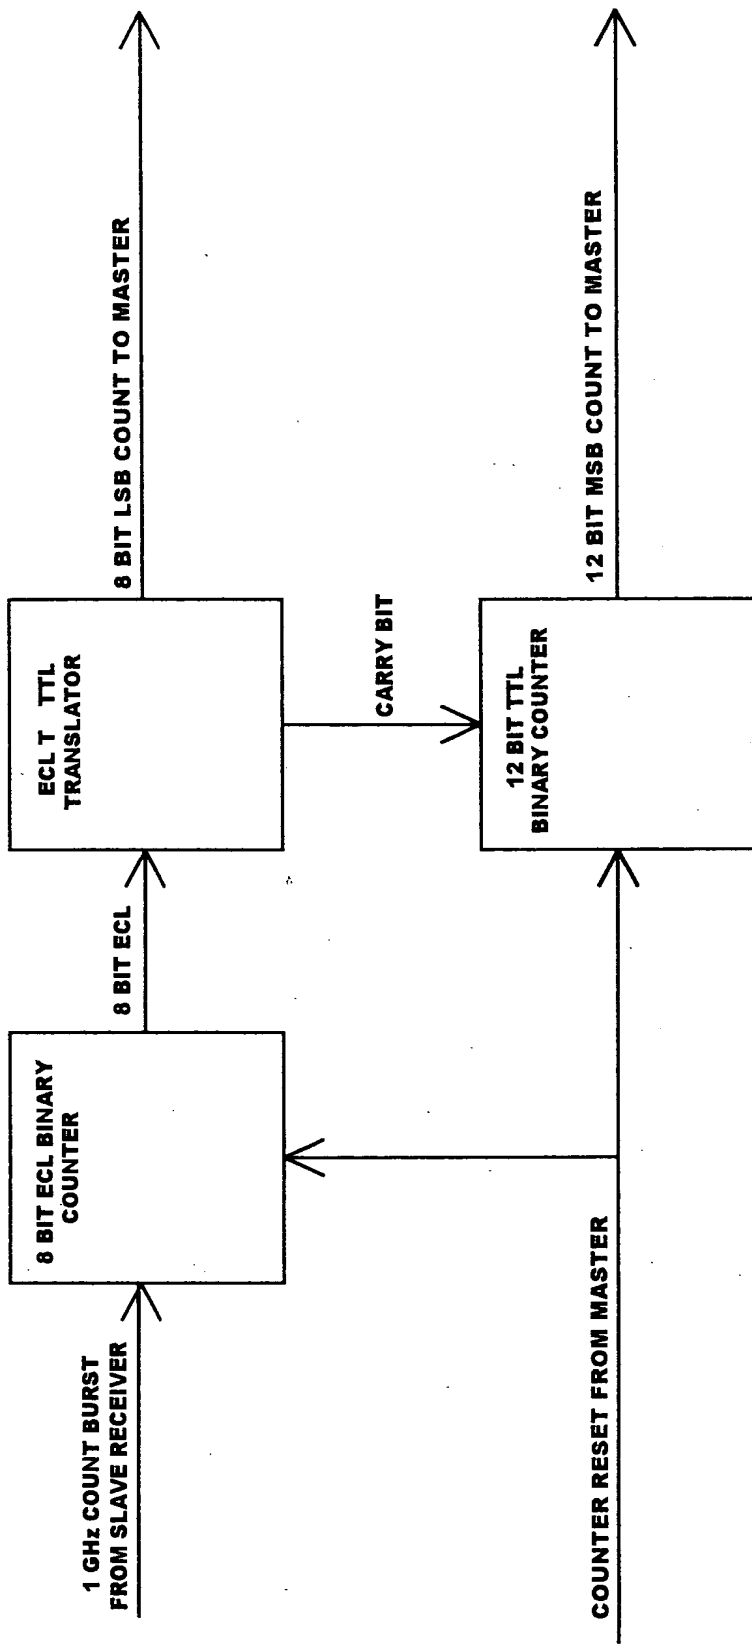 1 GHz COUNT BURST
FROM SLAVE RECEIVER
8 BIT ECL BINARY
COUNTER
8 BIT ECL
ECL T TTL
TRANSLATOR
8 BIT LSB COUNT TO MASTER
CARRY BIT
COUNTER RESET FROM MASTER
12 BIT TTL
BINARY COUNTER
12 BIT MSB COUNT TO MASTER